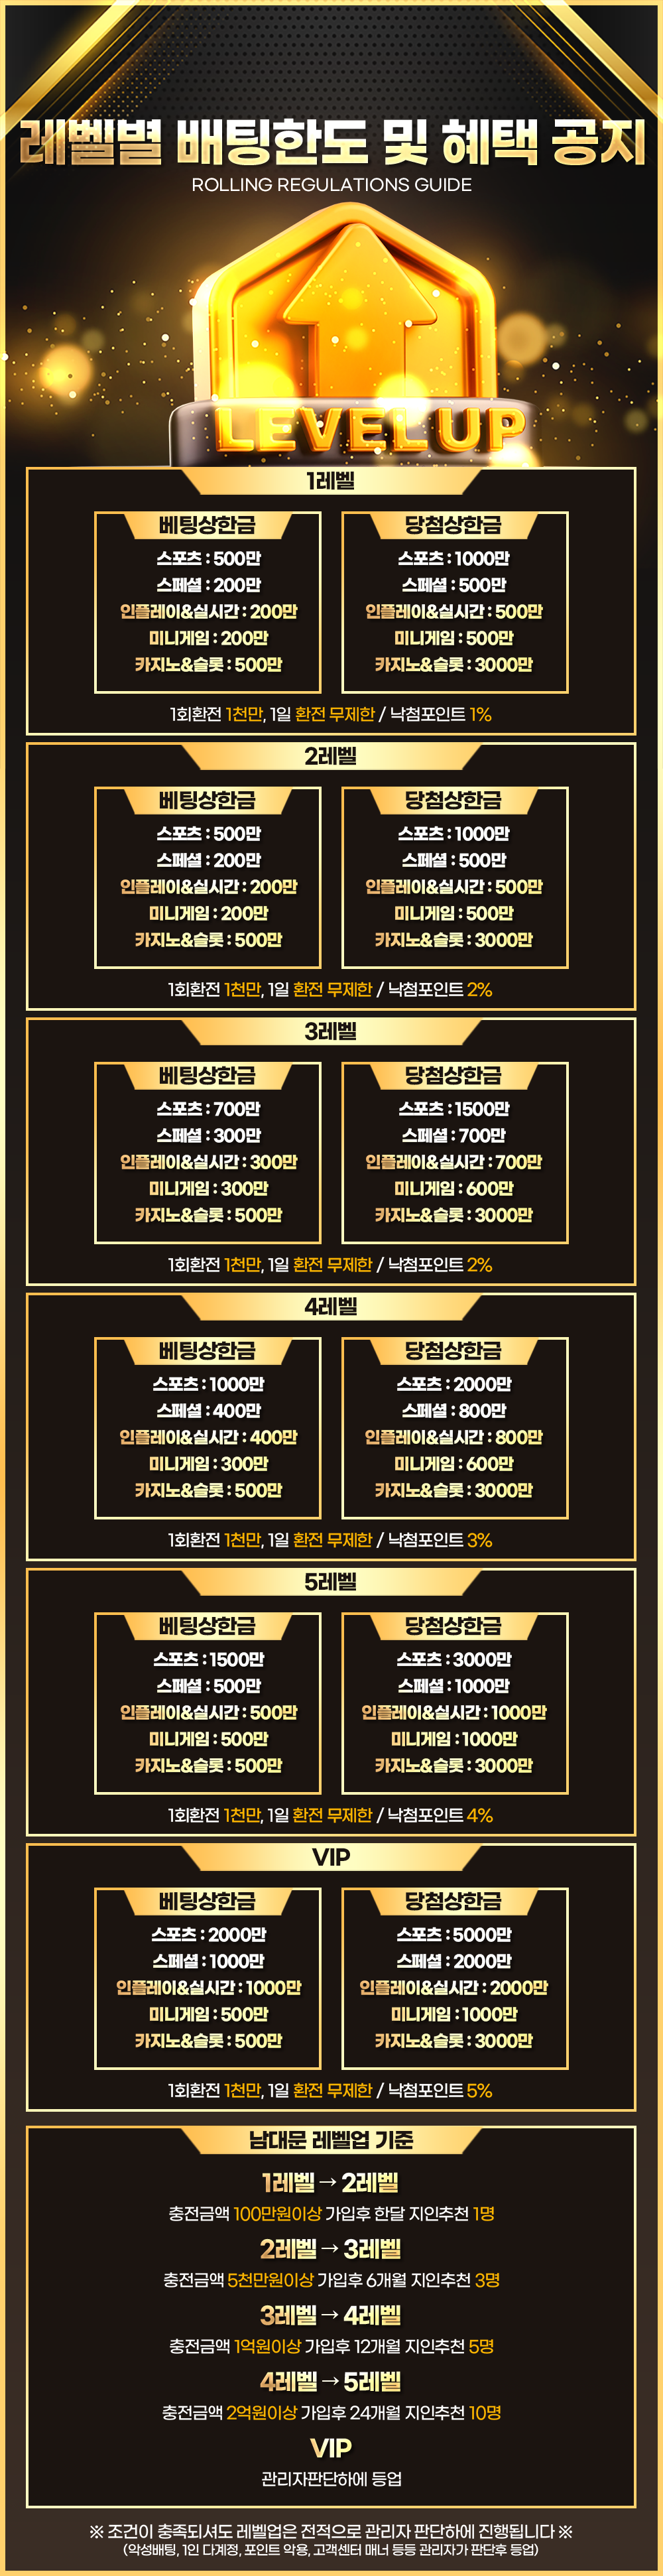 레벨별 배팅한도 및 혜택 공지
ROLLING REGULATIONS GUIDE
LEVEL UP
1레벨
베팅상한금
스포츠 : 500만
스페셜 : 200만
인플레이&실시간 : 200만
미니게임 : 200만
카지노&슬롯 : 500만
당첨상한금
스포츠 : 1000만
스페셜 : 500만
인플레이&실시간 : 500만
미니게임 : 500만
카지노&슬롯 : 3000만
1회환전 1천만, 1일 환전 무제한 / 낙첨포인트 1%
2레벨
베팅상한금
스포츠 : 500만
스페셜 : 200만
인플레이&실시간 : 200만
미니게임 : 200만
카지노&슬롯 : 500만
당첨상한금
스포츠 : 1000만
스페셜 : 500만
인플레이&실시간 : 500만
미니게임 : 500만
카지노&슬롯 : 3000만
1회환전 1천만, 1일 환전 무제한 / 낙첨포인트 2%
3레벨
베팅상한금
스포츠 : 700만
스페셜 : 300만
인플레이&실시간 : 300만
미니게임 : 300만
카지노&슬롯 : 500만
당첨상한금
스포츠 : 1500만
스페셜 : 700만
인플레이&실시간 : 700만
미니게임 : 600만
카지노&슬롯 : 3000만
1회환전 1천만, 1일 환전 무제한 / 낙첨포인트 2%
4레벨
베팅상한금
스포츠 : 1000만
스페셜 : 400만
인플레이&실시간 : 400만
미니게임 : 300만
카지노&슬롯 : 500만
당첨상한금
스포츠 : 2000만
스페셜 : 800만
인플레이&실시간 : 800만
미니게임 : 600만
카지노&슬롯 : 3000만
1회환전 1천만, 1일 환전 무제한 / 낙첨포인트 3%
5레벨
베팅상한금
스포츠 : 1500만
스페셜 : 500만
인플레이&실시간 : 500만
미니게임 : 500만
카지노&슬롯 : 500만
당첨상한금
스포츠 : 3000만
스페셜 : 1000만
인플레이&실시간 : 1000만
미니게임 : 1000만
카지노&슬롯 : 3000만
1회환전 1천만, 1일 환전 무제한 / 낙첨포인트 4%
VIP
베팅상한금
스포츠 : 2000만
스페셜 : 1000만
인플레이&실시간 : 1000만
미니게임 : 500만
카지노&슬롯 : 500만
당첨상한금
스포츠 : 5000만
스페셜 : 2000만
인플레이&실시간 : 2000만
미니게임 : 1000만
카지노&슬롯 : 3000만
1회환전 1천만, 1일 환전 무제한 / 낙첨포인트 5%
남대문 레벨업 기준
1레벨 → 2레벨
충전금액 100만원이상 가입후 한달 지인추천 1명
2레벨 → 3레벨
충전금액 5천만원이상 가입후 6개월 지인추천 3명
3레벨 → 4레벨
충전금액 1억원이상 가입후 12개월 지인추천 5명
4레벨 → 5레벨
충전금액 2억원이상 가입후 24개월 지인추천 10명
VIP
관리자판단하에 등업
※ 조건이 충족되셔도 레벨업은 전적으로 관리자 판단하에 진행됩니다 ※
(악성배팅, 1인 다계정, 포인트 악용, 고객센터 매너 등등 관리자가 판단후 등업)